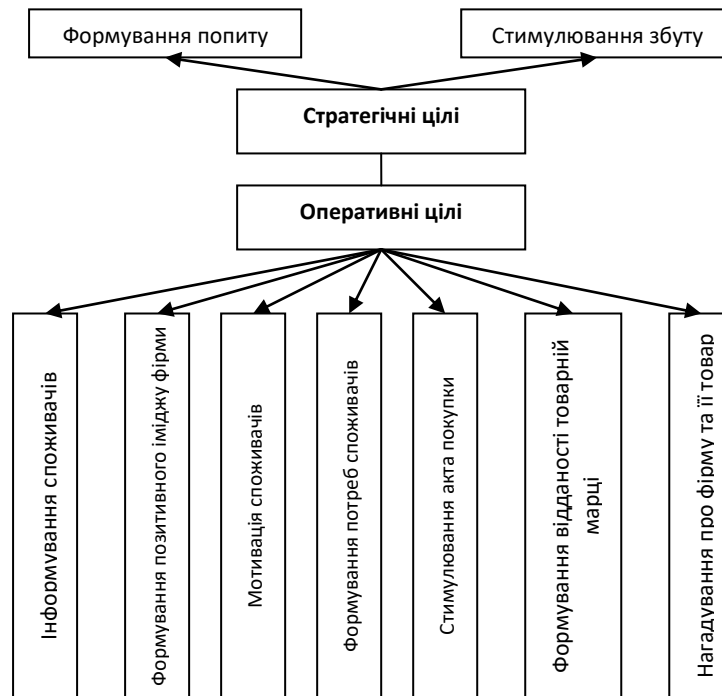 Формування попиту
Стимулювання збуту
Стратегічні цілі
Оперативні цілі
Інформування споживачів
Формування позитивного іміджу фірми
Мотивація споживачів
Формування потреб споживачів
Стимулювання акта покупки
Формування відданості товарній
марці
Нагадування про фірму та її товар